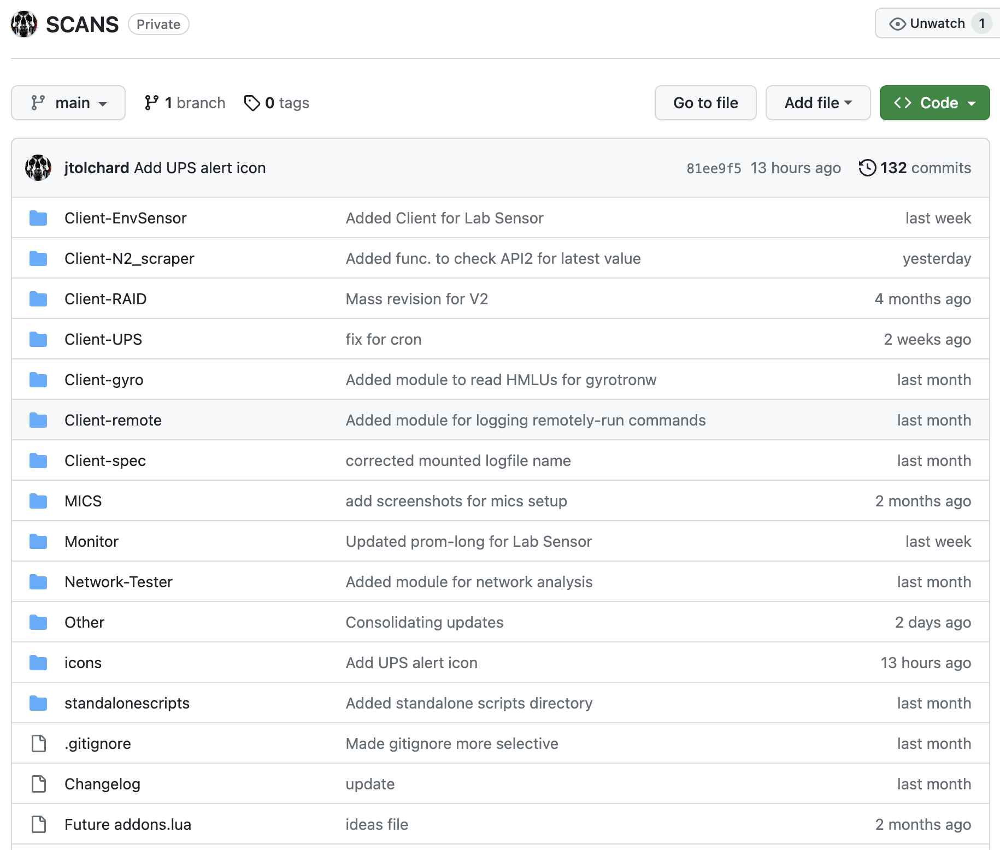 SCANS Private Unwatch 1
main 1 branch 0 tags Go to file Add file <> Code
jtolchard Add UPS alert icon 81ee9f5 13 hours ago 132 commits
Client-EnvSensor Added Client for Lab Sensor last week
Client-N2_scraper Added func. to check API2 for latest value yesterday
Client-RAID Mass revision for V2 4 months ago
Client-UPS fix for cron 2 weeks ago
Client-gyro Added module to read HMLUs for gyrotronw last month
Client-remote Added module for logging remotely-run commands last month
Client-spec corrected mounted logfile name last month
MICS add screenshots for mics setup 2 months ago
Monitor Updated prom-long for Lab Sensor last week
Network-Tester Added module for network analysis last month
Other Consolidating updates 2 days ago
icons Add UPS alert icon 13 hours ago
standalonescripts Added standalone scripts directory last month
.gitignore Made gitignore more selective last month
Changelog update last month
Future addons.lua ideas file 2 months ago